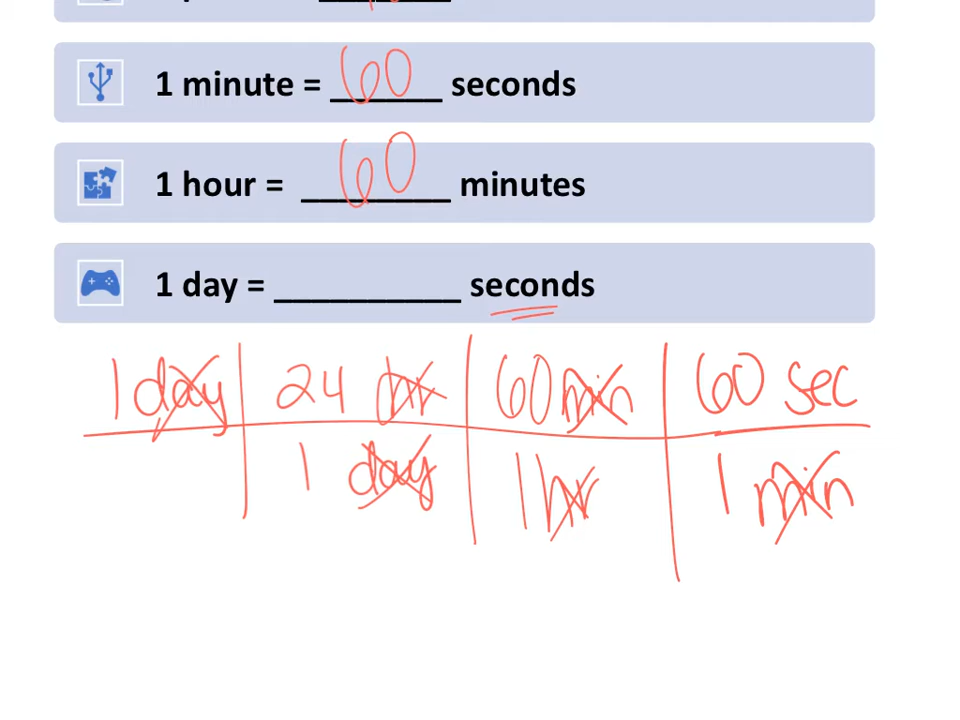 1 minute = 60 seconds
1 hour = 60 minutes
1 day = __________ seconds
1 day 24 hr 60 min 60 sec
1 day 1 hr 1 min